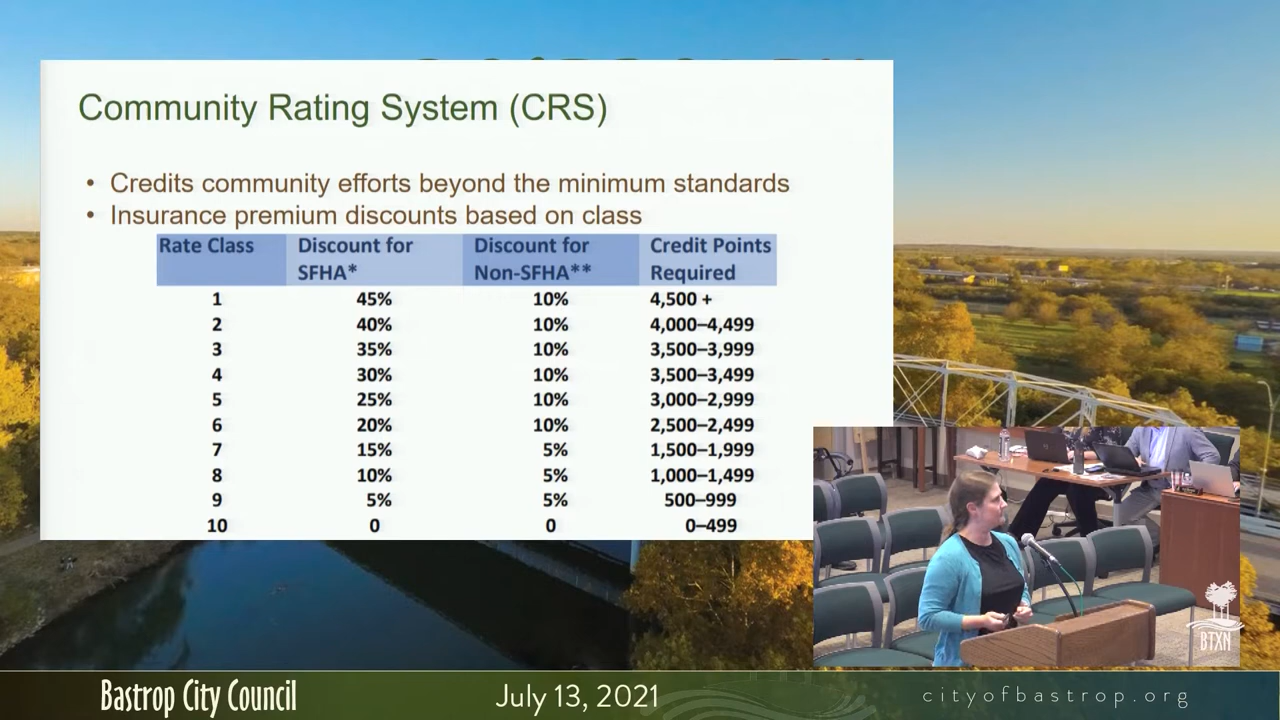 Community Rating System (CRS)
• Credits community efforts beyond the minimum standards
• Insurance premium discounts based on class
Rate Class Discount for SFHA* Discount for Non-SFHA** Credit Points Required
1 45% 10% 4,500 +
2 40% 10% 4,000–4,499
3 35% 10% 3,500–3,999
4 30% 10% 3,500–3,499
5 25% 10% 3,000–2,999
6 20% 10% 2,500–2,499
7 15% 5% 1,500–1,999
8 10% 5% 1,000–1,499
9 5% 5% 500–999
10 0 0 0–499
BTXN
Bastrop City Council July 13, 2021 cityofbastrop.org